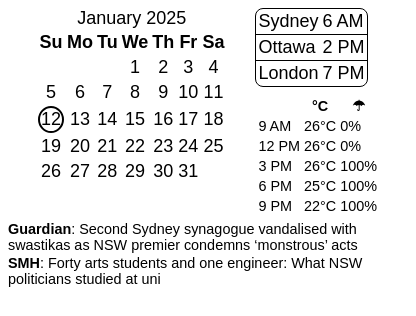 January 2025
Su Mo Tu We Th Fr Sa
1 2 3 4
5 6 7 8 9 10 11
12 13 14 15 16 17 18
19 20 21 22 23 24 25
26 27 28 29 30 31
Sydney 6 AM
Ottawa 2 PM
London 7 PM
°C ☂
9 AM 26°C 0%
12 PM 26°C 0%
3 PM 26°C 100%
6 PM 25°C 100%
9 PM 22°C 100%
Guardian: Second Sydney synagogue vandalised with
swastikas as NSW premier condemns ‘monstrous’ acts
SMH: Forty arts students and one engineer: What NSW
politicians studied at uni